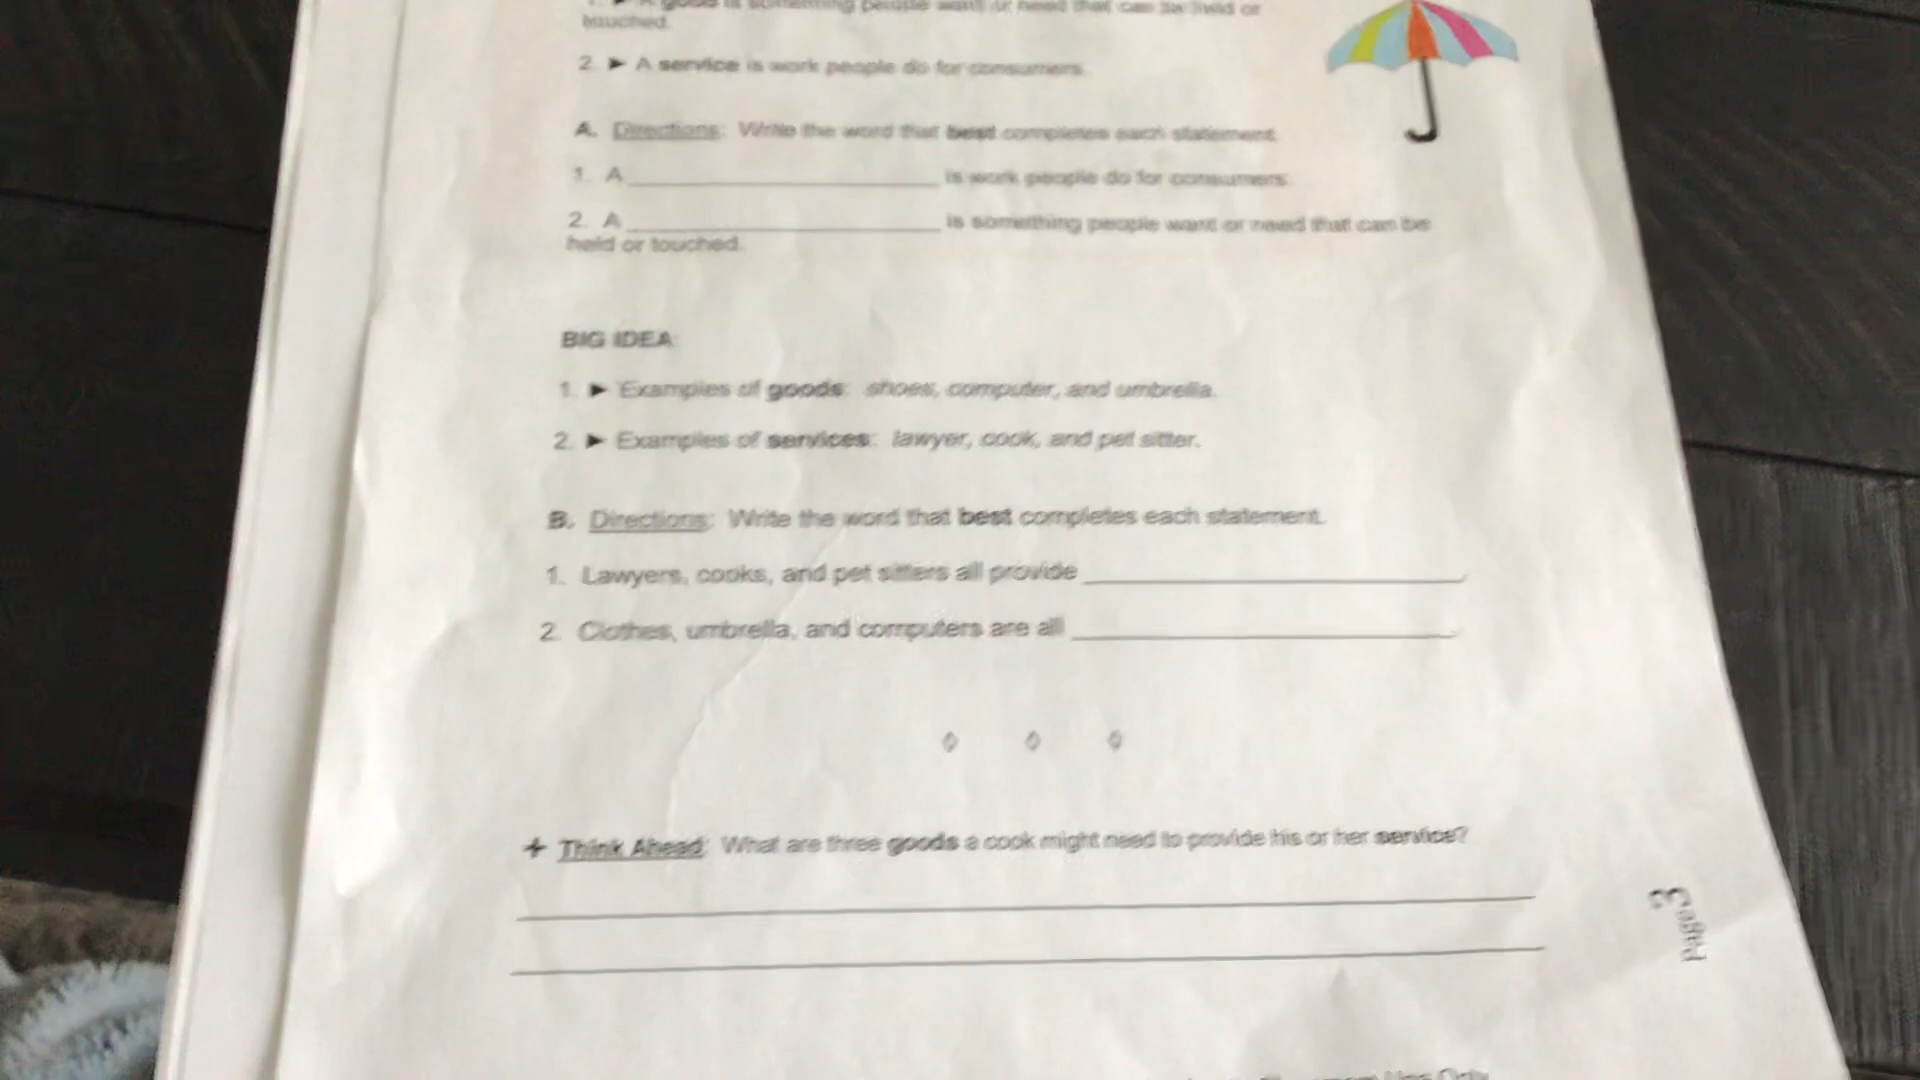 1. ► A good is something people want or need that can be held or
touched.
2. ► A service is work people do for consumers.
A. Directions: Write the word that best completes each statement.
1. A ____________ is work people do for consumers.
2. A ____________ is something people want or need that can be
held or touched.
BIG IDEA:
1. ► Examples of goods: shoes, computer, and umbrella.
2. ► Examples of services: lawyer, cook, and pet sitter.
B. Directions: Write the word that best completes each statement.
1. Lawyers, cooks, and pet sitters all provide ____________.
2. Clothes, umbrella, and computers are all ____________.
+ Think Ahead: What are three goods a cook might need to provide his or her service?
Page 3